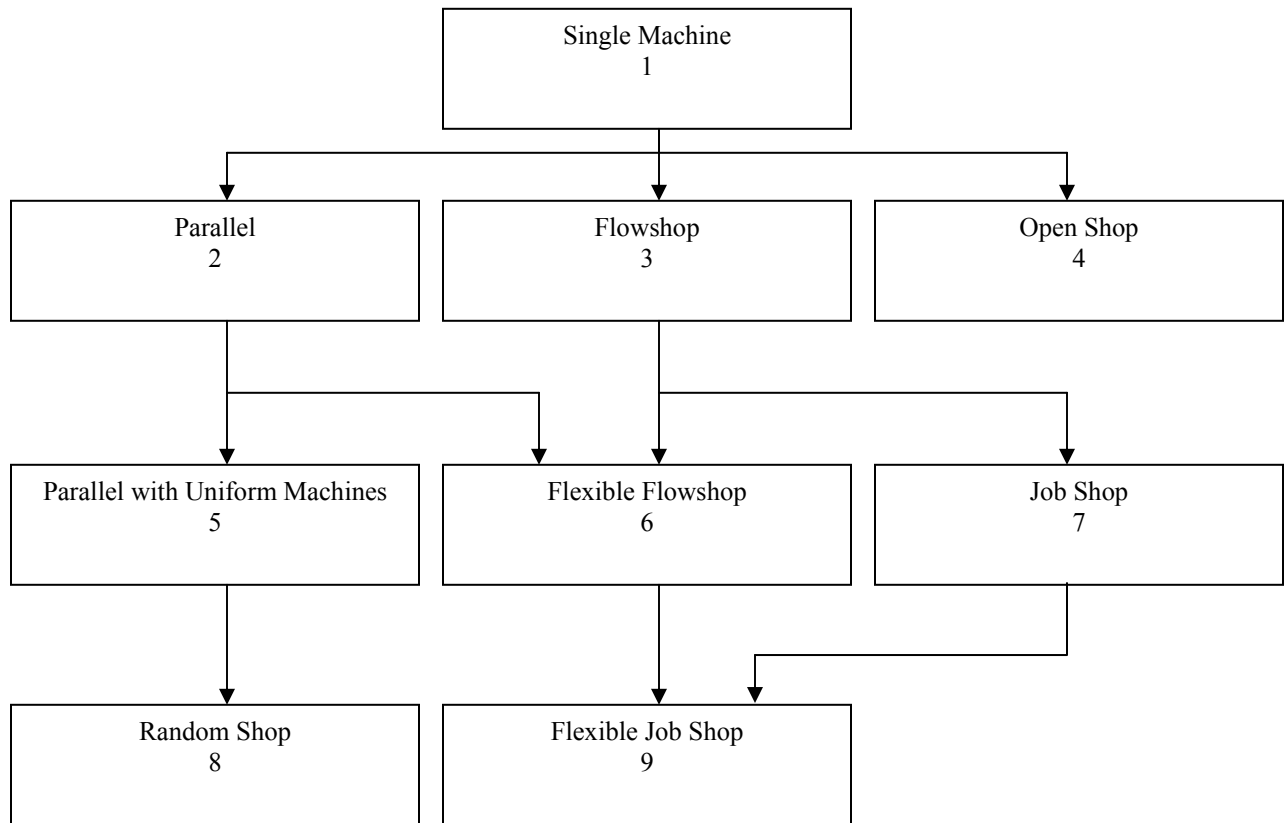 Single Machine
1
Parallel
2
Flowshop
3
Open Shop
4
Parallel with Uniform Machines
5
Flexible Flowshop
6
Job Shop
7
Random Shop
8
Flexible Job Shop
9